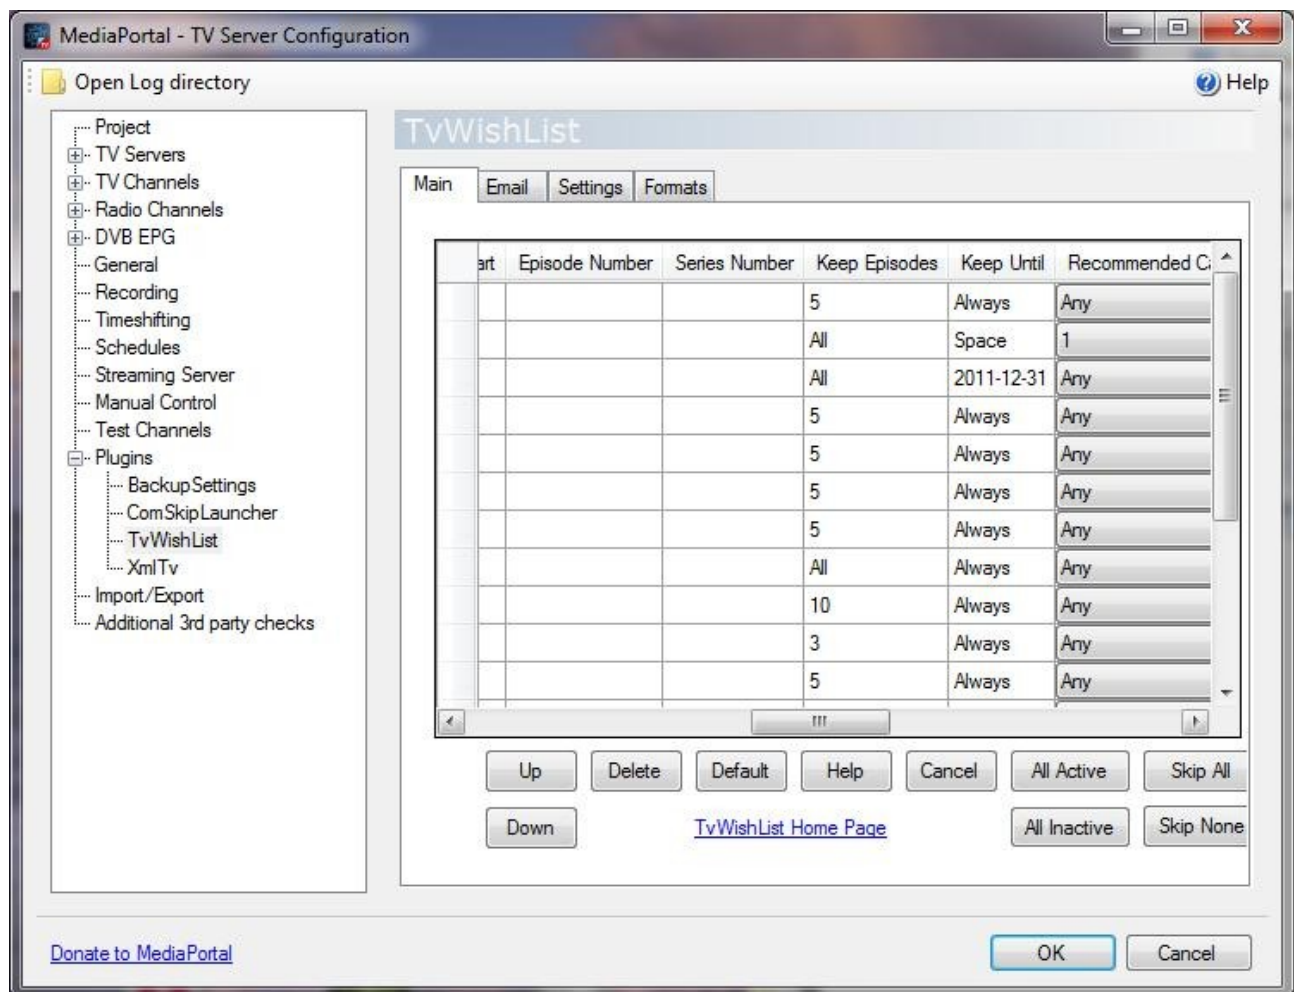 MediaPortal - TV Server Configuration
Open Log directory
Help
Project
TV Servers
TV Channels
Radio Channels
DVB EPG
General
Recording
Timeshifting
Schedules
Streaming Server
Manual Control
Test Channels
Plugins
BackupSettings
ComSkipLauncher
TvWishList
XmlTv
Import/Export
Additional 3rd party checks
TvWishList
Main Email Settings Formats
art Episode Number Series Number Keep Episodes Keep Until Recommended Ca
5 Always Any
All Space 1
All 2011-12-31 Any
5 Always Any
5 Always Any
5 Always Any
5 Always Any
All Always Any
10 Always Any
3 Always Any
5 Always Any
Up Delete Default Help Cancel All Active Skip All
Down TvWishList Home Page All Inactive Skip None
Donate to MediaPortal
OK Cancel